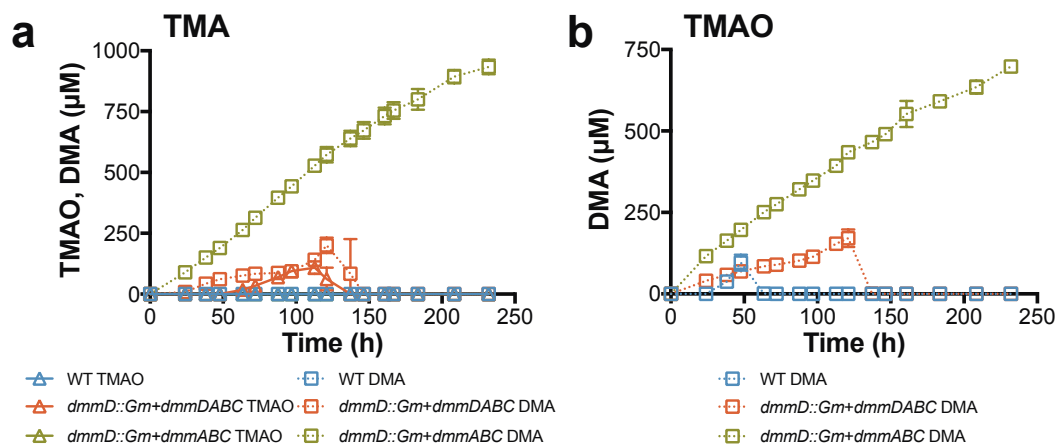 a TMA
TMAO, DMA (µM)
1000
750
500
250
0
0 50 100 150 200 250
Time (h)
WT TMAO
dmmD::Gm+dmmDABC TMAO
dmmD::Gm+dmmABC TMAO
WT DMA
dmmD::Gm+dmmDABC DMA
dmmD::Gm+dmmABC DMA
b TMAO
DMA (µM)
750
500
250
0
0 50 100 150 200 250
Time (h)
WT DMA
dmmD::Gm+dmmDABC DMA
dmmD::Gm+dmmABC DMA